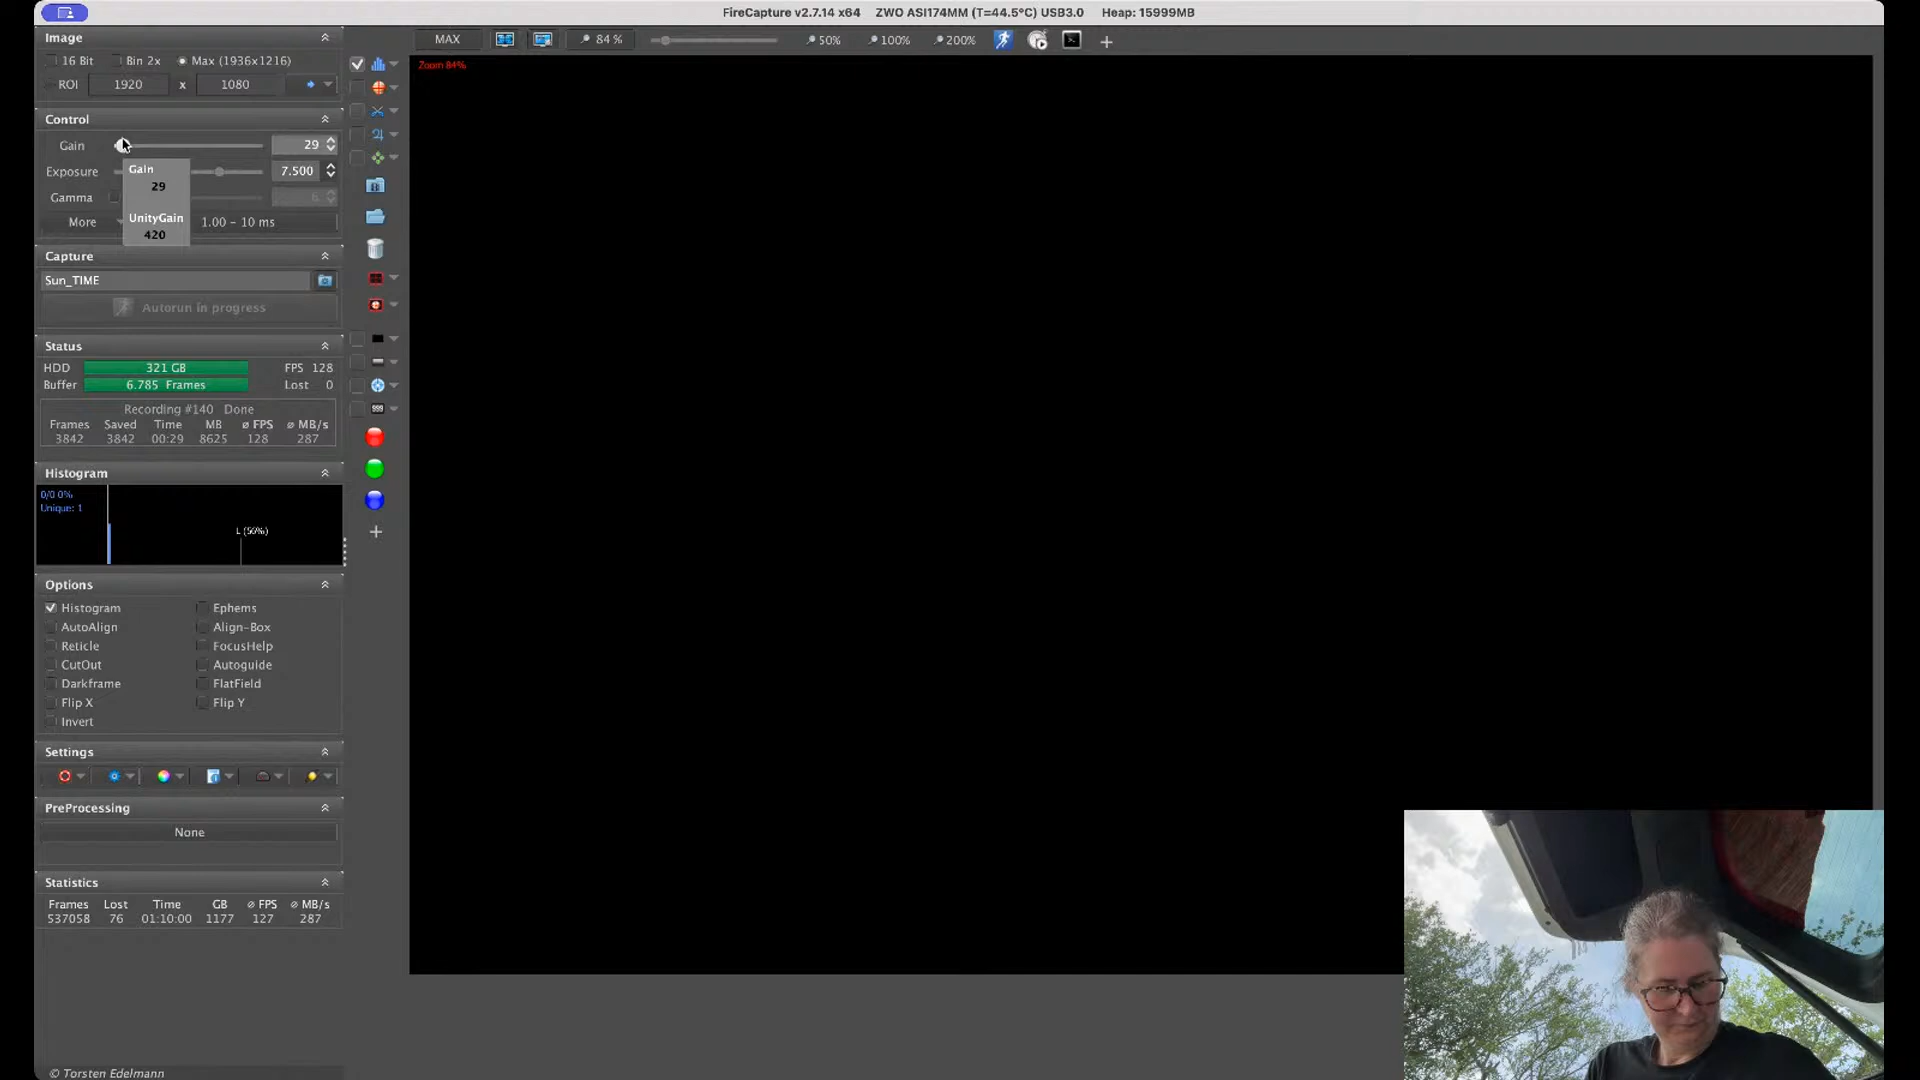 FireCapture v2.7.14 x64 ZWO ASI174MM (T=44.5°C) USB3.0 Heap: 15999MB
Image
MAX 84 % 50% 100% 200%
16 Bit Bin 2x Max (1936x1216)
Zoom 84%
ROI 1920 x 1080
Control
Gain 29
Gain
29
Exposure 7.500
Gamma 6
UnityGain
420
More 1.00 - 10 ms
Capture
Sun_TIME
Autorun in progress
Status
HDD 321 GB FPS 128
Buffer 6.785 Frames Lost 0
Recording #140 Done
Frames Saved Time MB ø FPS ø MB/s
3842 3842 00:29 8625 128 287
Histogram
0/0 0%
Unique: 1
L (56%)
Options
Histogram Ephems
AutoAlign Align-Box
Reticle FocusHelp
CutOut Autoguide
Darkframe FlatField
Flip X Flip Y
Invert
Settings
PreProcessing
None
Statistics
Frames Lost Time GB ø FPS ø MB/s
537058 76 01:10:00 1177 127 287
© Torsten Edelmann